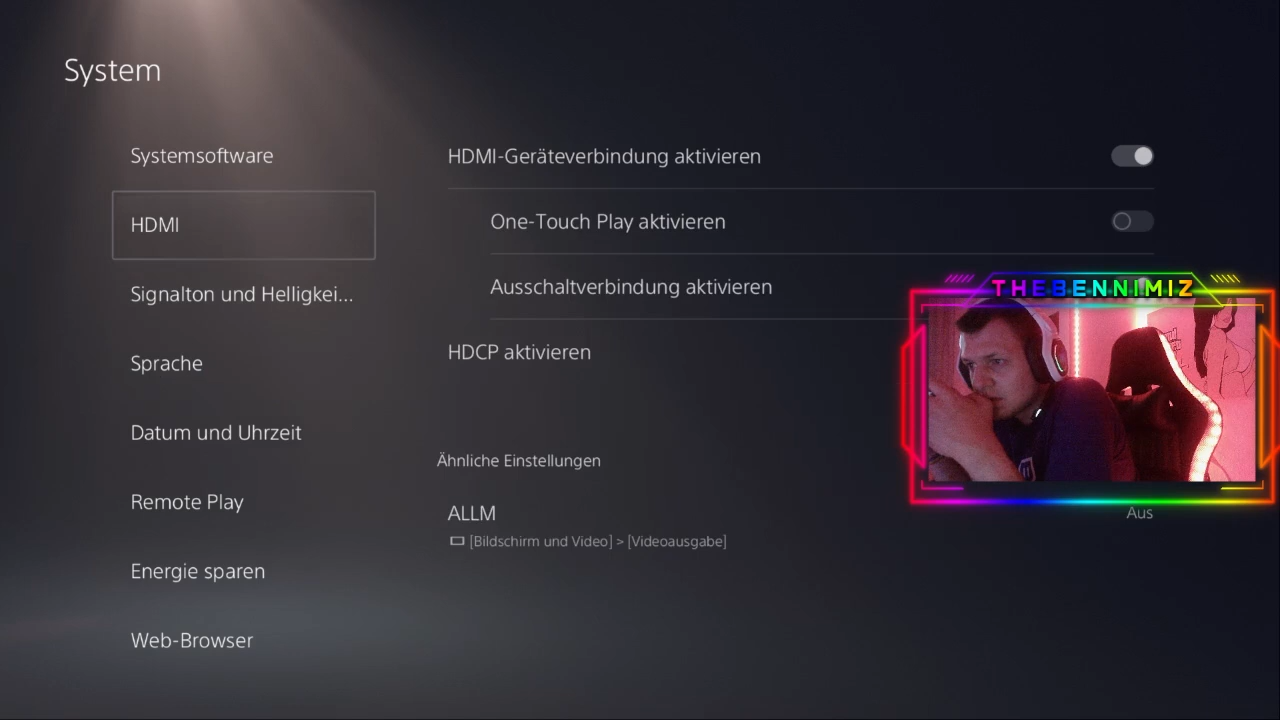 System
Systemsoftware
HDMI
Signalton und Helligkei...
Sprache
Datum und Uhrzeit
Remote Play
Energie sparen
Web-Browser
HDMI-Geräteverbindung aktivieren
One-Touch Play aktivieren
Ausschaltverbindung aktivieren
HDCP aktivieren
Ähnliche Einstellungen
ALLM
Aus
[Bildschirm und Video] > [Videoausgabe]
THEBENNIMIZ